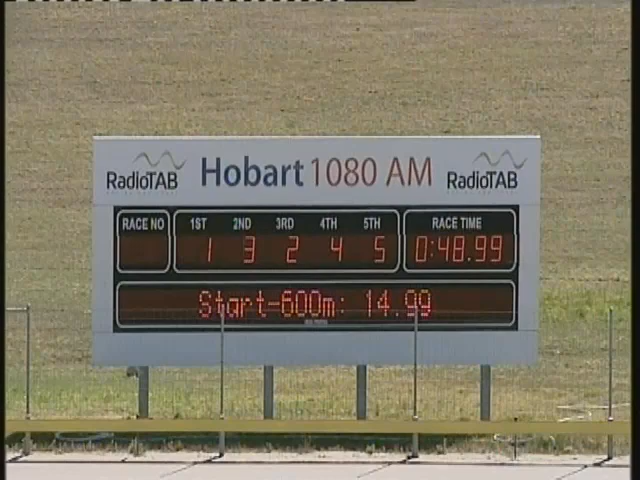 RadioTAB Hobart 1080 AM RadioTAB
RACE NO 1ST 2ND 3RD 4TH 5TH RACE TIME
1 3 2 4 5 0:48.99
Start-600m: 14.99